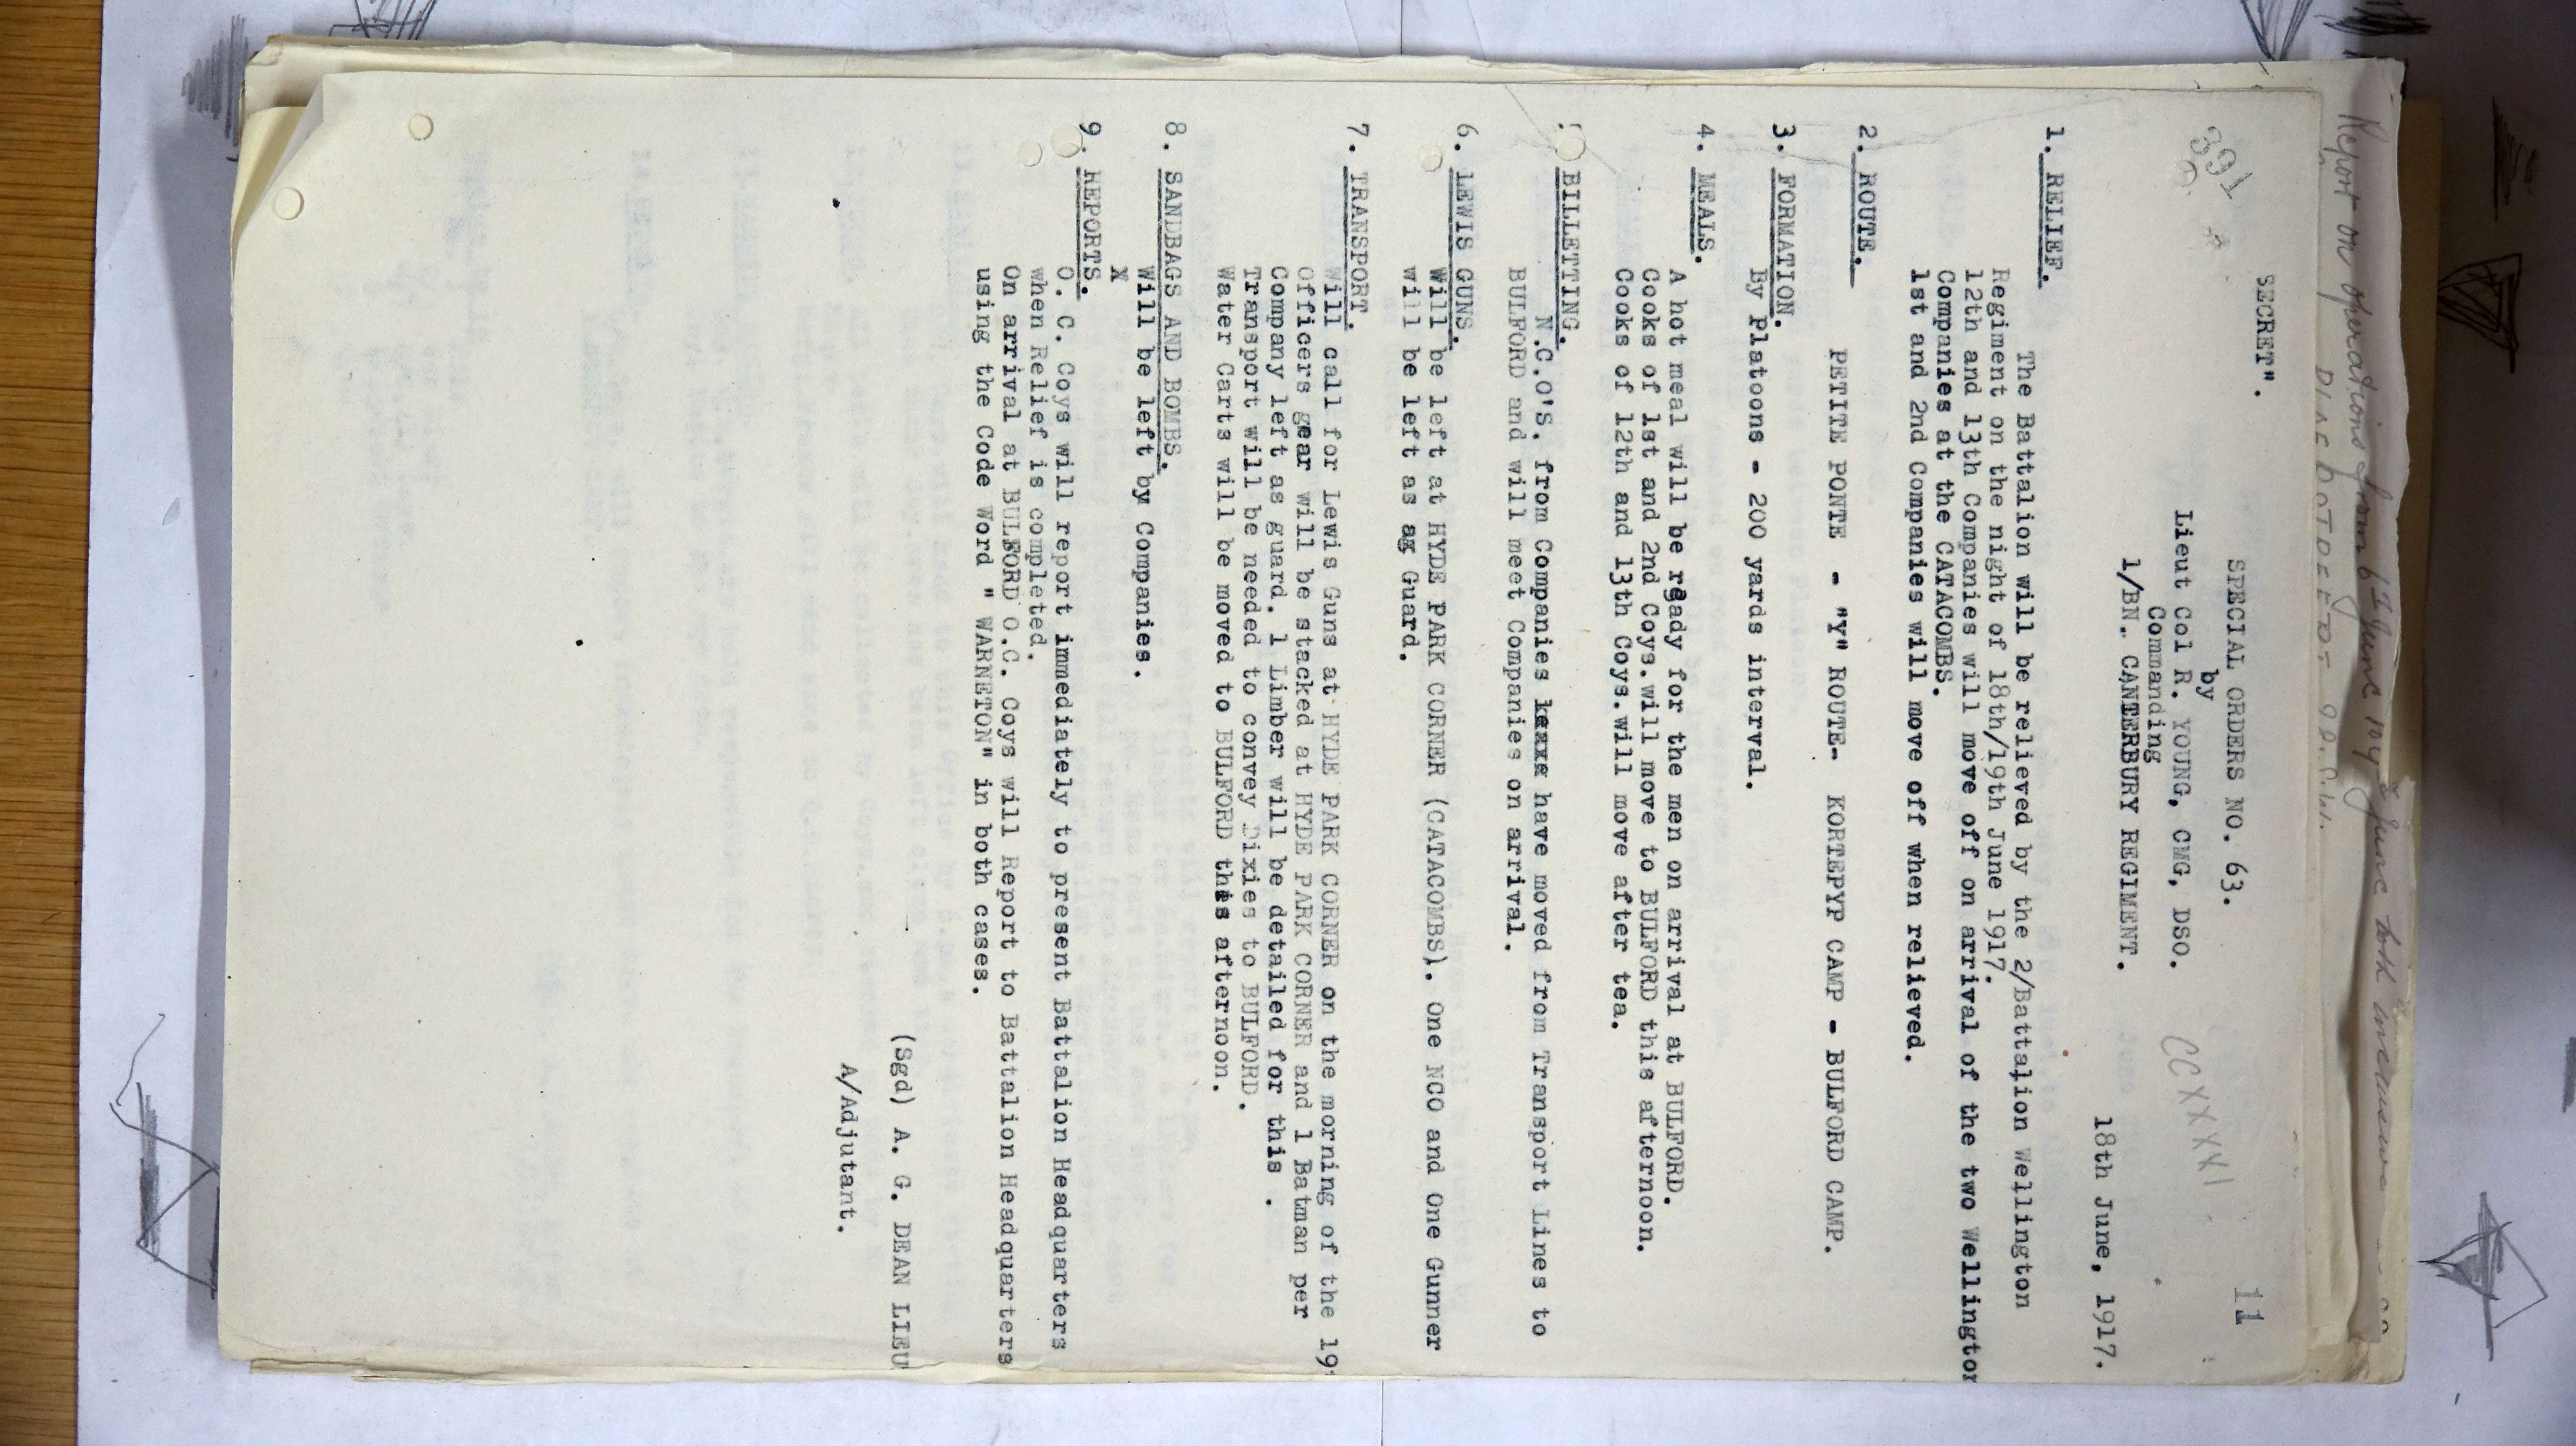 Report on operations from 6th June
SECRET".
391
11
SPECIAL ORDERS NO. 63.
by
Lieut Col R. YOUNG, CMG, DSO.
CCXXXXI
Commanding
1/BN. CANTERBURY REGIMENT.
18th June, 1917.
1. RELIEF.
The Battalion will be relieved by the 2/Battalion Wellington
Regiment on the night of 18th/19th June 1917.
12th and 13th Companies will move off on arrival of the two Wellington
Companies at the CATACOMBS.
1st and 2nd Companies will move off when relieved.
2. ROUTE.
PETITE PONTE - "Y" ROUTE- KORTEPYP CAMP - BULFORD CAMP.
3. FORMATION.
By Platoons - 200 yards interval.
4. MEALS.
A hot meal will be ready for the men on arrival at BULFORD.
Cooks of 1st and 2nd Coys.will move to BULFORD this afternoon.
Cooks of 12th and 13th Coys.will move after tea.
BILLETTING.
N.C.O'S. from Companies have moved from Transport Lines to
BULFORD and will meet Companies on arrival.
6. LEWIS GUNS.
Will be left at HYDE PARK CORNER (CATACOMBS). One NCO and One Gunner
will be left as Guard.
7. TRANSPORT.
Will call for Lewis Guns at HYDE PARK CORNER on the morning of the 19
Officers gear will be stacked at HYDE PARK CORNER and 1 Batman per
Company left as guard. 1 Limber will be detailed for this .
Transport will be needed to convey Dixies to BULFORD.
Water Carts will be moved to BULFORD this afternoon.
8. SANDBAGS AND BOMBS.
Will be left by Companies.
X
9. REPORTS.
O. C. Coys will report immediately to present Battalion Headquarters
when Relief is completed.
On arrival at BULFORD O.C. Coys will Report to Battalion Headquarters
using the Code Word " WARNETON" in both cases.
(Sgd) A. G. DEAN LIEU
A/Adjutant.